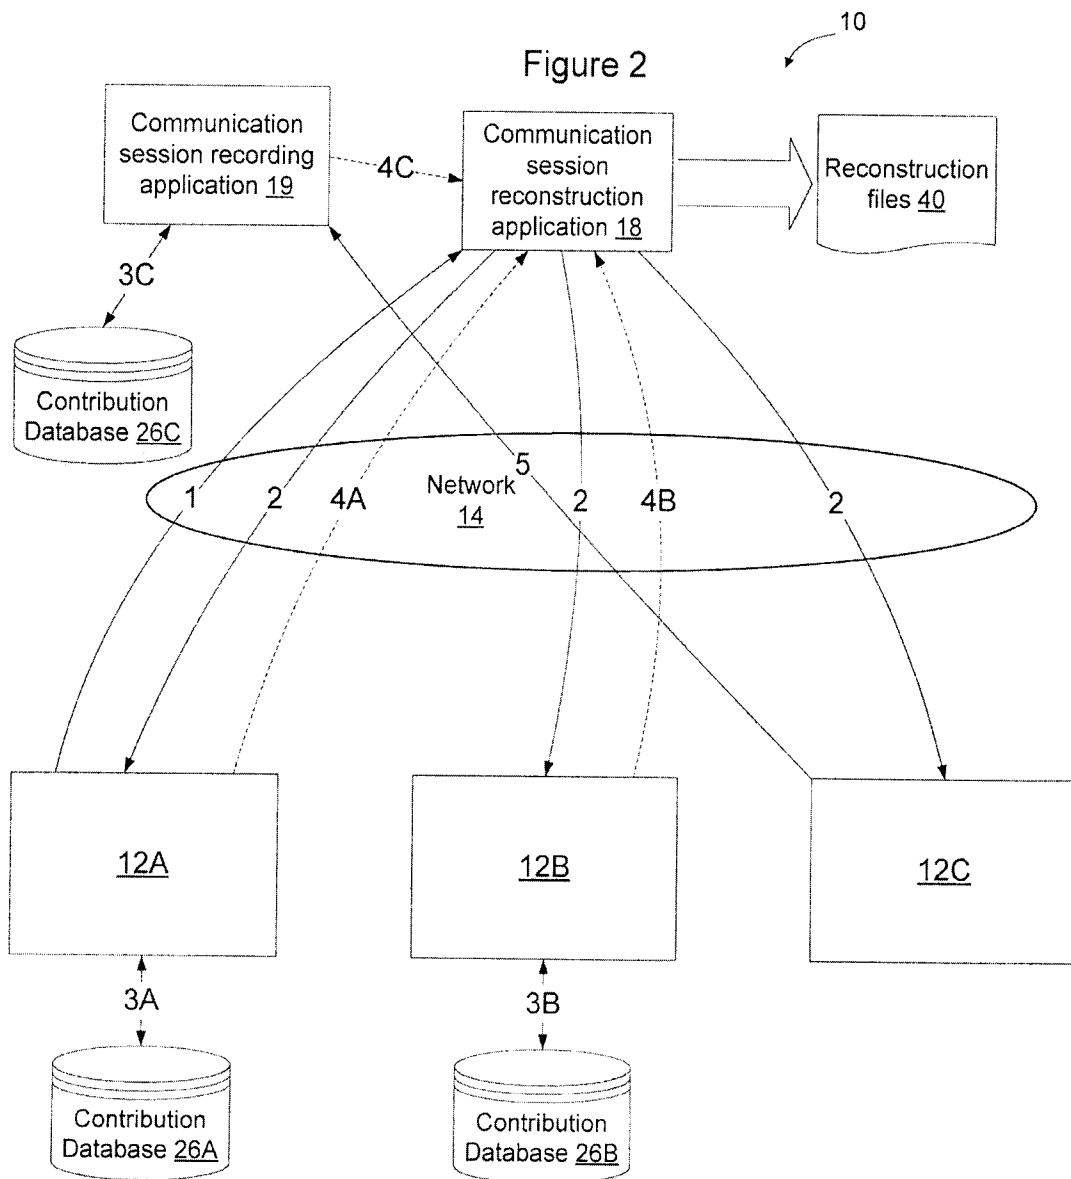 10
Figure 2
Communication
session recording
application 19
4C
Communication
session
reconstruction
application 18
Reconstruction
files 40
3C
Contribution
Database 26C
1
2
4A
Network
14
5
2
4B
2
12A
12B
12C
3A
3B
Contribution
Database 26A
Contribution
Database 26B